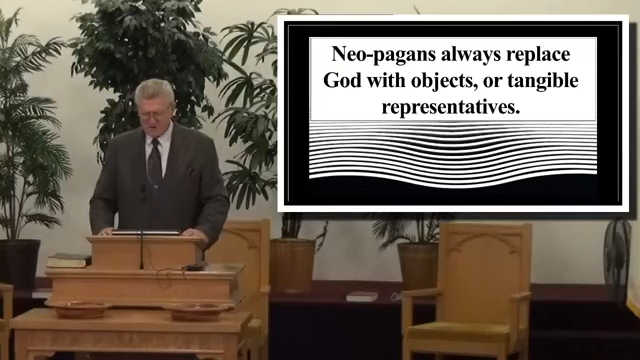 Neo-pagans always replace
God with objects, or tangible
representatives.